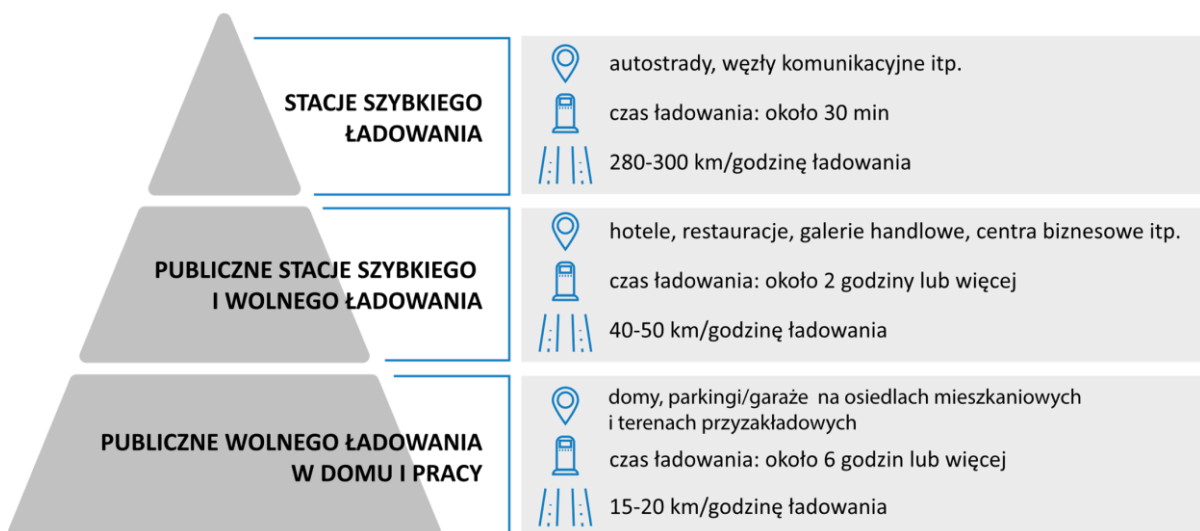 STACJE SZYBKIEGO
ŁADOWANIA
autostrady, węzły komunikacyjne itp.
czas ładowania: około 30 min
280-300 km/godzinę ładowania
PUBLICZNE STACJE SZYBKIEGO
I WOLNEGO ŁADOWANIA
hotele, restauracje, galerie handlowe, centra biznesowe itp.
czas ładowania: około 2 godziny lub więcej
40-50 km/godzinę ładowania
PUBLICZNE WOLNEGO ŁADOWANIA
W DOMU I PRACY
domy, parkingi/garaże na osiedlach mieszkaniowych
i terenach przyzakładowych
czas ładowania: około 6 godzin lub więcej
15-20 km/godzinę ładowania